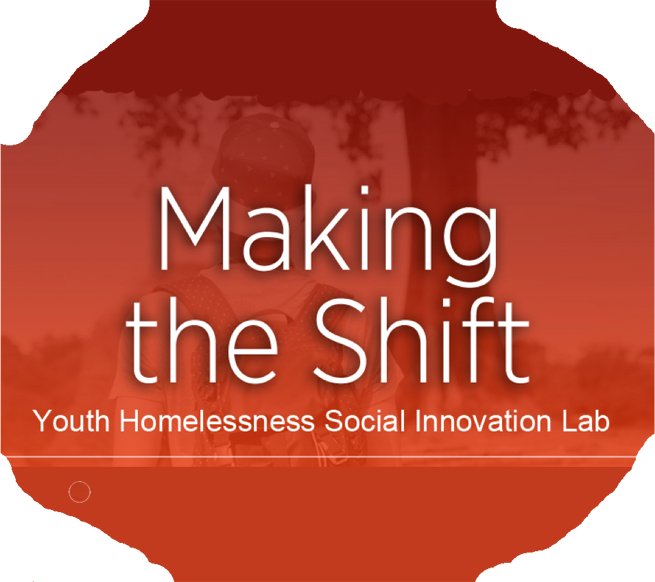 Making
the Shift
Youth Homelessness Social Innovation Lab